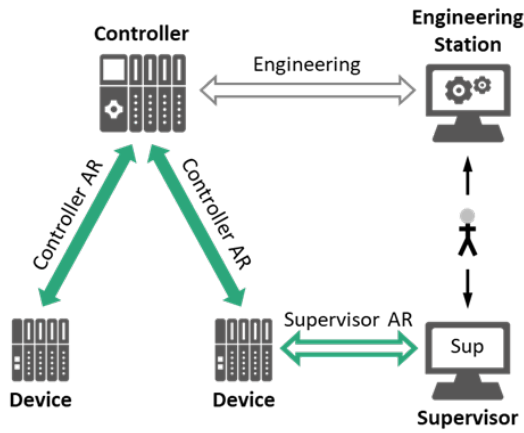 Controller
Engineering
Station
Engineering
Controller AR
Controller AR
Supervisor AR
Sup
Device
Device
Supervisor